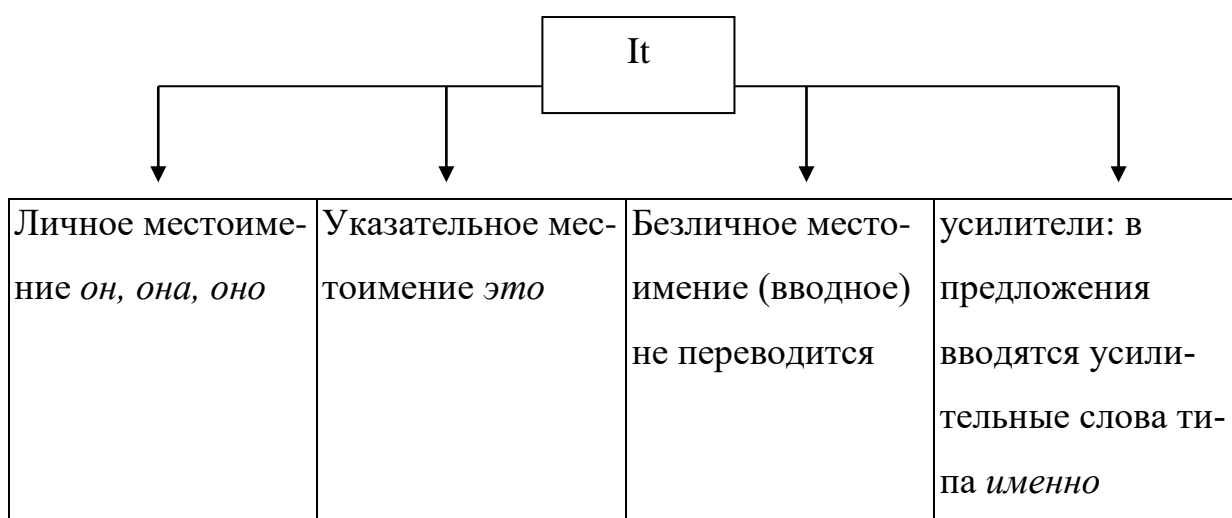 It
Личное местоиме-
ние он, она, оно
Указательное мес-
тоимение это
Безличное место-
имение (вводное)
не переводится
усилители: в
предложения
вводятся усили-
тельные слова ти-
па именно